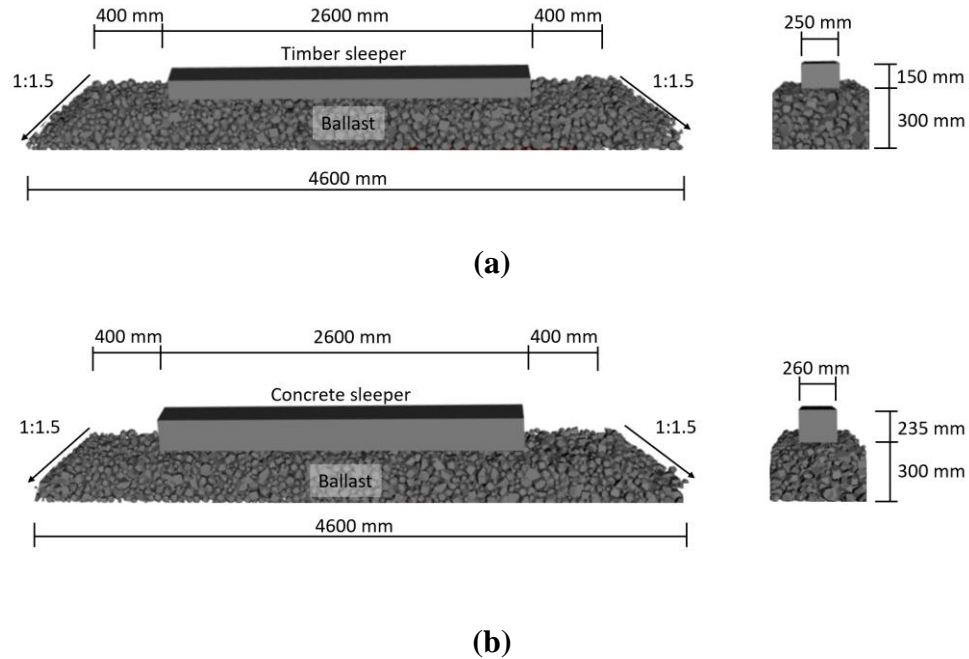 400 mm 2600 mm 400 mm 250 mm
Timber sleeper
1:1.5 1:1.5 150 mm
Ballast 300 mm
4600 mm
(a)
400 mm 2600 mm 400 mm
260 mm
Concrete sleeper
1:1.5 1:1.5 235 mm
Ballast 300 mm
4600 mm
(b)